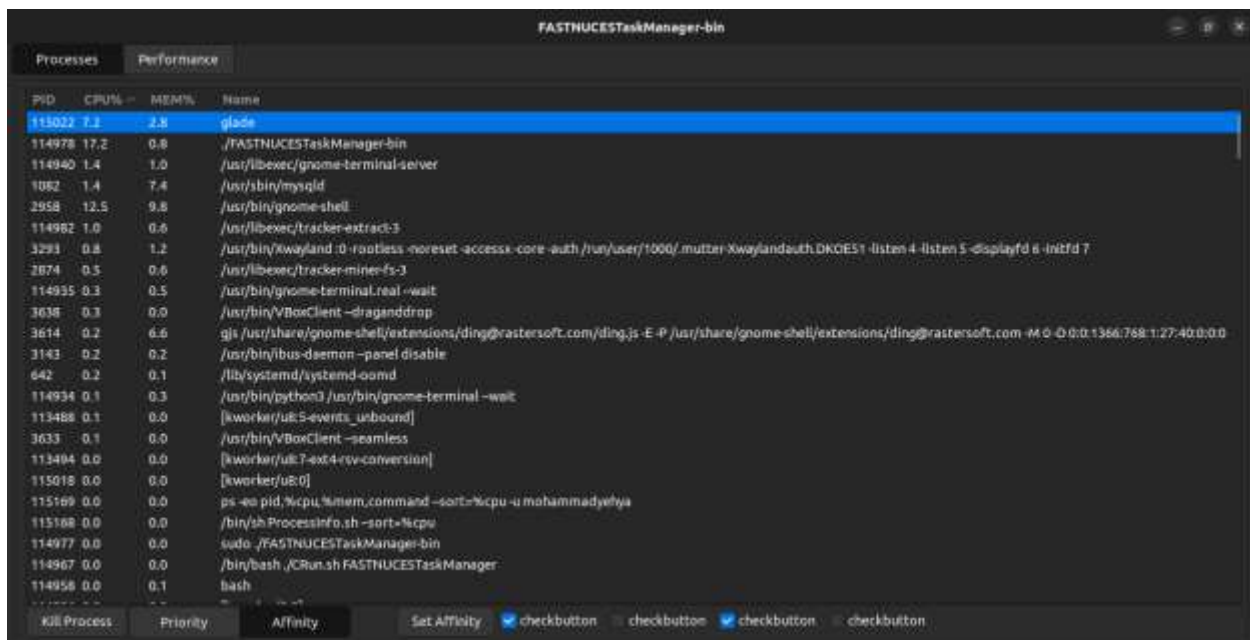 FASTNUCESTaskManager-bin
Processes Performance
PID CPU% MEM% Name
115022 7.2 2.8 glade
114978 17.2 0.8 ./FASTNUCESTaskManager-bin
114940 1.4 1.0 /usr/libexec/gnome-terminal-server
1082 1.4 7.4 /usr/sbin/mysqld
2958 12.5 9.8 /usr/bin/gnome-shell
114982 1.0 0.6 /usr/libexec/tracker-extract-3
3293 0.8 1.2 /usr/bin/Xwayland :0 -rootless -noreset -accessx -core -auth /run/user/1000/.mutter-Xwaylandauth.DKOES1 -listen 4 -listen 5 -displayfd 6 -initfd 7
2874 0.5 0.6 /usr/libexec/tracker-miner-fs-3
114935 0.3 0.5 /usr/bin/gnome-terminal.real --wait
3638 0.3 0.0 /usr/bin/VBoxClient --draganddrop
3614 0.2 6.6 gjs /usr/share/gnome-shell/extensions/ding@rastersoft.com/ding.js -E -P /usr/share/gnome-shell/extensions/ding@rastersoft.com -M 0 -D 0:0:1366:768:1:27:40:0:0:0
3143 0.2 0.2 /usr/bin/ibus-daemon --panel disable
642 0.2 0.1 /lib/systemd/systemd-oomd
114934 0.1 0.3 /usr/bin/python3 /usr/bin/gnome-terminal --wait
113488 0.1 0.0 [kworker/u8:5-events_unbound]
3633 0.1 0.0 /usr/bin/VBoxClient --seamless
113494 0.0 0.0 [kworker/u8:7-ext4-rsv-conversion]
115018 0.0 0.0 [kworker/u8:0]
115169 0.0 0.0 ps -eo pid,%cpu,%mem,command --sort=%cpu -u mohammadyehya
115168 0.0 0.0 /bin/sh ProcessInfo.sh --sort=%cpu
114977 0.0 0.0 sudo ./FASTNUCESTaskManager-bin
114967 0.0 0.0 /bin/bash ./CRun.sh FASTNUCESTaskManager
114958 0.0 0.1 bash
Kill Process Priority Affinity Set Affinity checkbutton checkbutton checkbutton checkbutton